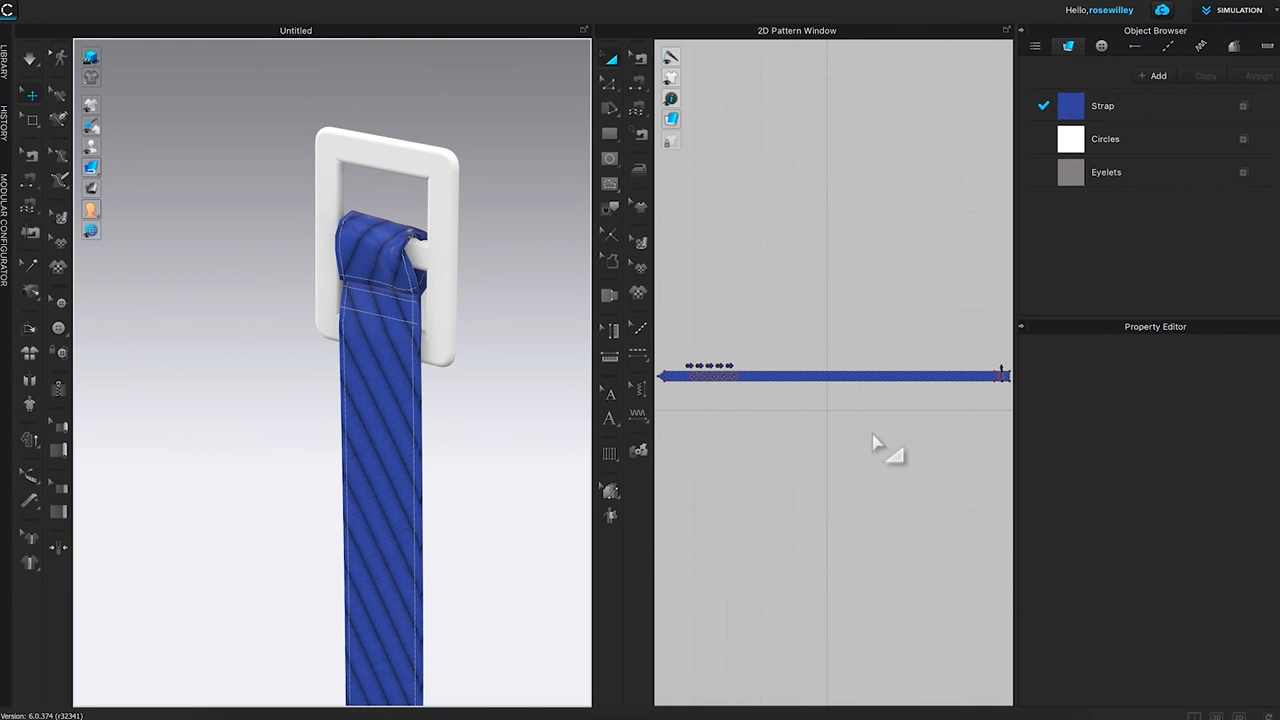 Hello,rosewilley
SIMULATION
Untitled
2D Pattern Window
Object Browser
LIBRARY
HISTORY
MODULAR CONFIGURATOR
+ Add
Copy
Assign
Strap
Circles
Eyelets
Property Editor
Version: 6.0.374 (r32341)